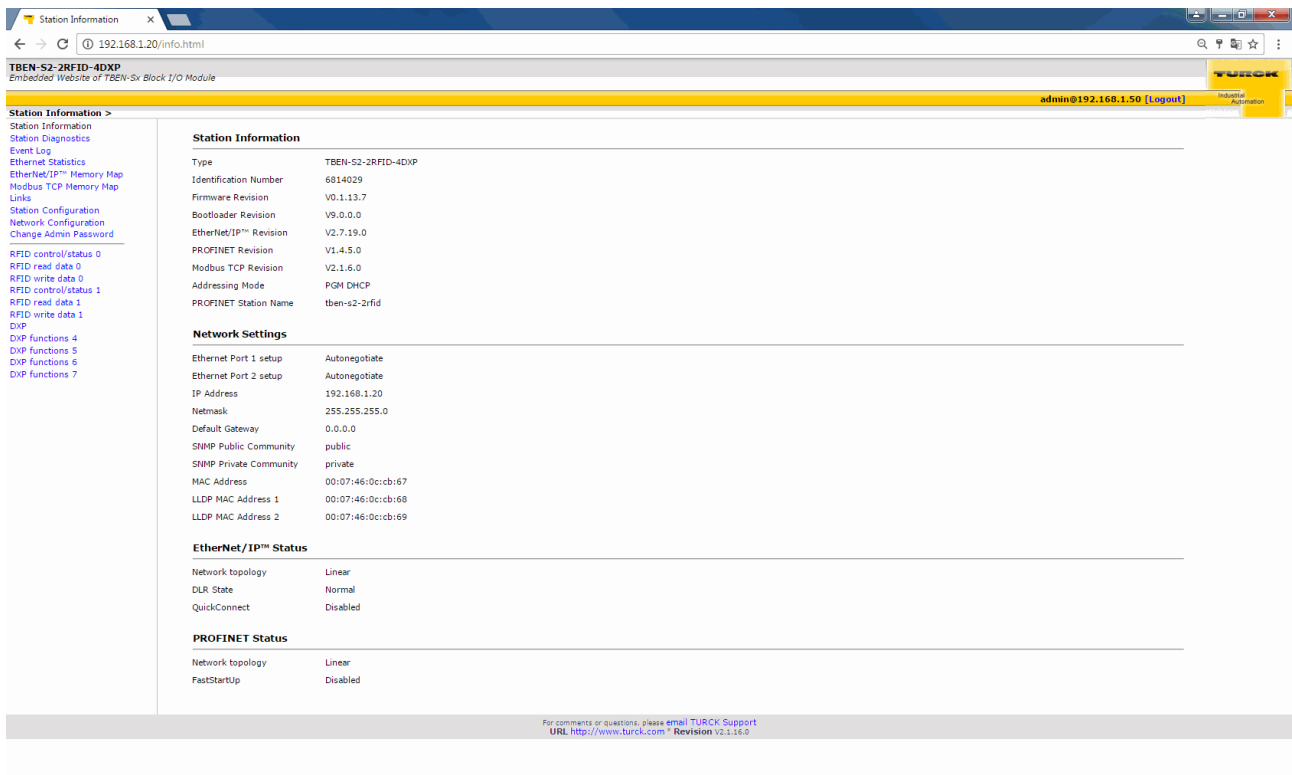 Station Information
192.168.1.20/info.html
TBEN-S2-2RFID-4DXP
Embedded Website of TBEN-Sx Block I/O Module
TURCK
Industrial
Automation
admin@192.168.1.50 [Logout]
Station Information >
Station Information
Station Diagnostics
Event Log
Ethernet Statistics
EtherNet/IP™ Memory Map
Modbus TCP Memory Map
Links
Station Configuration
Network Configuration
Change Admin Password
RFID control/status 0
RFID read data 0
RFID write data 0
RFID control/status 1
RFID read data 1
RFID write data 1
DXP
DXP functions 4
DXP functions 5
DXP functions 6
DXP functions 7
Station Information
Type TBEN-S2-2RFID-4DXP
Identification Number 6814029
Firmware Revision V0.1.13.7
Bootloader Revision V9.0.0.0
EtherNet/IP™ Revision V2.7.19.0
PROFINET Revision V1.4.5.0
Modbus TCP Revision V2.1.6.0
Addressing Mode PGM DHCP
PROFINET Station Name tben-s2-2rfid
Network Settings
Ethernet Port 1 setup Autonegotiate
Ethernet Port 2 setup Autonegotiate
IP Address 192.168.1.20
Netmask 255.255.255.0
Default Gateway 0.0.0.0
SNMP Public Community public
SNMP Private Community private
MAC Address 00:07:46:0c:cb:67
LLDP MAC Address 1 00:07:46:0c:cb:68
LLDP MAC Address 2 00:07:46:0c:cb:69
EtherNet/IP™ Status
Network topology Linear
DLR State Normal
QuickConnect Disabled
PROFINET Status
Network topology Linear
FastStartUp Disabled
For comments or questions, please email TURCK Support
URL http://www.turck.com * Revision V2.1.16.0